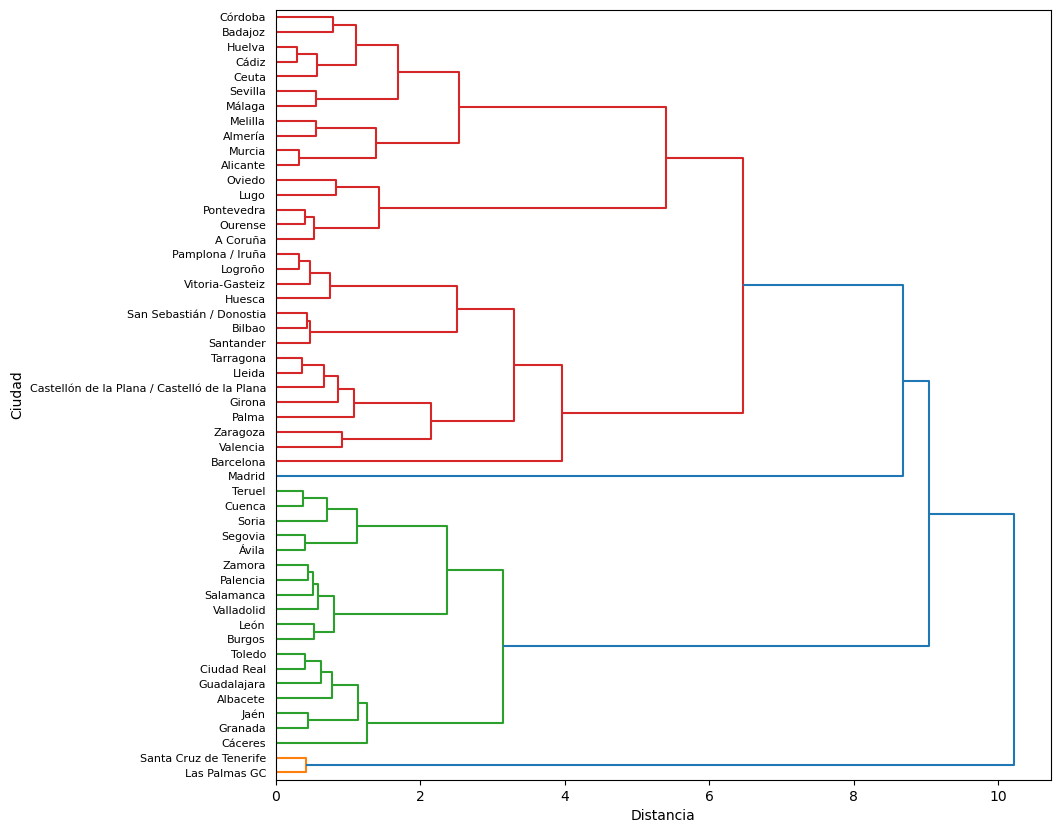 Córdoba
Badajoz
Huelva
Cádiz
Ceuta
Sevilla
Málaga
Melilla
Almería
Murcia
Alicante
Oviedo
Lugo
Pontevedra
Ourense
A Coruña
Pamplona / Iruña
Logroño
Vitoria-Gasteiz
Huesca
San Sebastián / Donostia
Bilbao
Santander
Tarragona
Lleida
Castellón de la Plana / Castelló de la Plana
Girona
Palma
Zaragoza
Valencia
Barcelona
Madrid
Teruel
Cuenca
Soria
Segovia
Ávila
Zamora
Palencia
Salamanca
Valladolid
León
Burgos
Toledo
Ciudad Real
Guadalajara
Albacete
Jaén
Granada
Cáceres
Santa Cruz de Tenerife
Las Palmas GC
Ciudad
0 2 4 6 8 10
Distancia